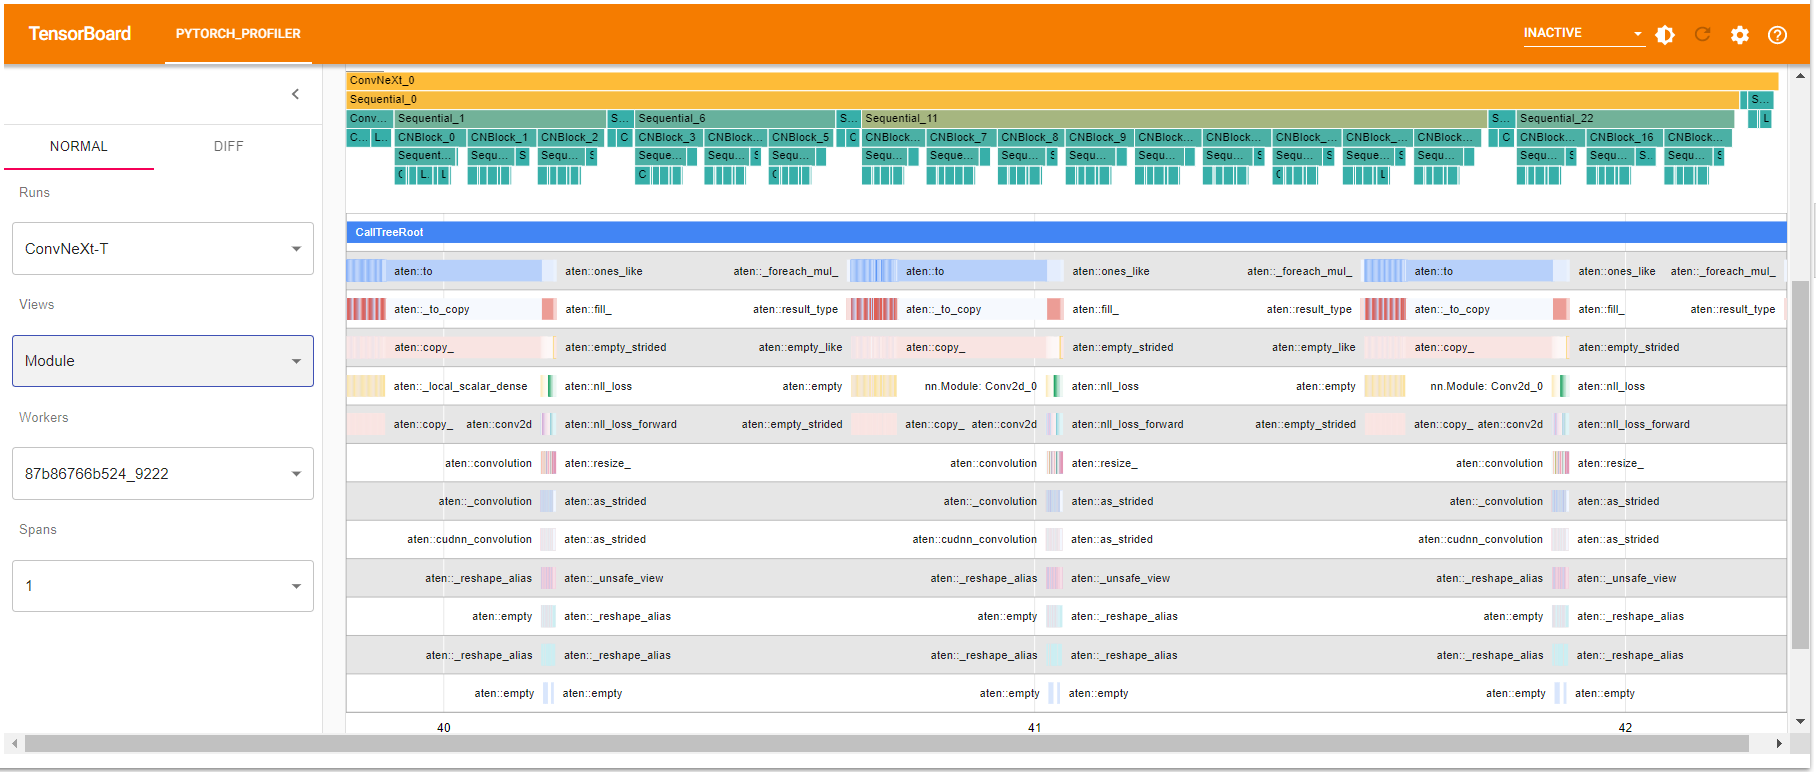 TensorBoard PYTORCH_PROFILER INACTIVE
NORMAL DIFF
Runs
ConvNeXt-T
Views
Module
Workers
87b86766b524_9222
Spans
1
ConvNeXt_0
Sequential_0 S...
Conv... Sequential_1 S... Sequential_6 S... Sequential_11 S... Sequential_22 L
C... L... CNBlock_0 CNBlock_1 CNBlock_2 C CNBlock_3 CNBlock... CNBlock_5 C CNBlock... CNBlock_7 CNBlock_8 CNBlock_9 CNBlock... CNBlock... CNBlock... CNBlock_... CNBlock... C CNBlock... CNBlock_16 CNBlock...
Sequent... Sequ... S Sequ... S Seque... Sequ... S Sequ... Sequ... Sequ... Sequ... Sequ... Sequ... Sequ... Sequ... S Seque... S Sequ... Sequ... S Sequ... S... Sequ... S
C L... L C C C L
CallTreeRoot
aten::to aten::ones_like aten::_foreach_mul_ aten::to aten::ones_like aten::_foreach_mul_ aten::to aten::ones_like aten::_foreach_mul_
aten::_to_copy aten::fill_ aten::result_type aten::_to_copy aten::fill_ aten::result_type aten::_to_copy aten::fill_ aten::result_type
aten::copy_ aten::empty_strided aten::empty_like aten::copy_ aten::empty_strided aten::empty_like aten::copy_ aten::empty_strided
aten::_local_scalar_dense aten::nll_loss aten::empty nn.Module: Conv2d_0 aten::nll_loss aten::empty nn.Module: Conv2d_0 aten::nll_loss
aten::copy_ aten::conv2d aten::nll_loss_forward aten::empty_strided aten::copy_ aten::conv2d aten::nll_loss_forward aten::empty_strided aten::copy_ aten::conv2d aten::nll_loss_forward
aten::convolution aten::resize_ aten::convolution aten::resize_ aten::convolution aten::resize_
aten::_convolution aten::as_strided aten::_convolution aten::as_strided aten::_convolution aten::as_strided
aten::cudnn_convolution aten::as_strided aten::cudnn_convolution aten::as_strided aten::cudnn_convolution aten::as_strided
aten::_reshape_alias aten::_unsafe_view aten::_reshape_alias aten::_unsafe_view aten::_reshape_alias aten::_unsafe_view
aten::empty aten::_reshape_alias aten::empty aten::_reshape_alias aten::empty aten::_reshape_alias
aten::_reshape_alias aten::_reshape_alias aten::_reshape_alias aten::_reshape_alias aten::_reshape_alias aten::_reshape_alias
aten::empty aten::empty aten::empty aten::empty aten::empty aten::empty
40 41 42